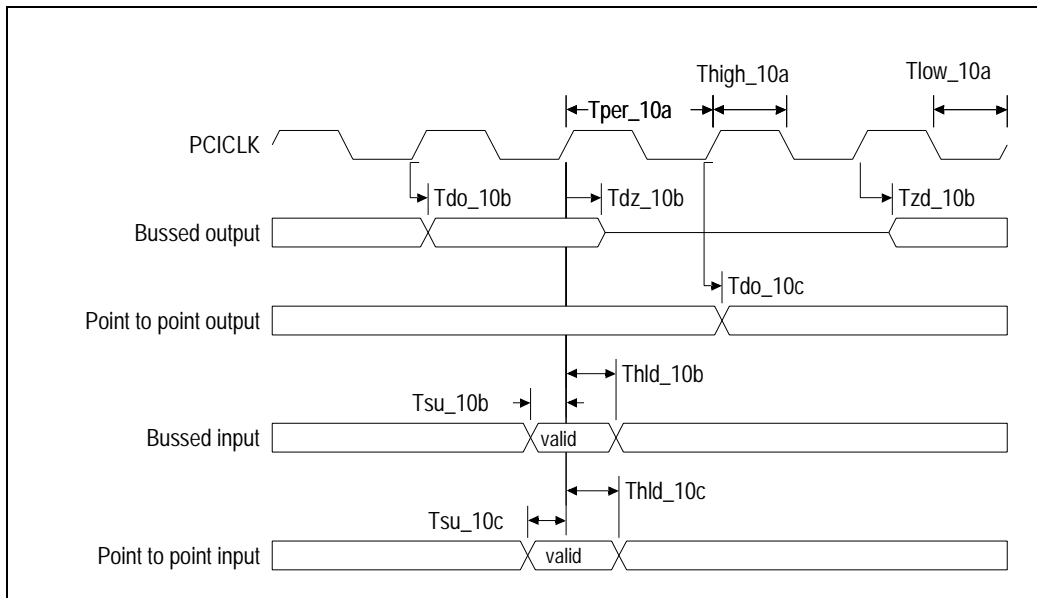 Thigh_10a
Tlow_10a
Tper_10a
PCICLK
Tdo_10b
Tdz_10b
Tzd_10b
Bussed output
Tdo_10c
Point to point output
Thld_10b
Tsu_10b
Bussed input
valid
Thld_10c
Tsu_10c
Point to point input
valid